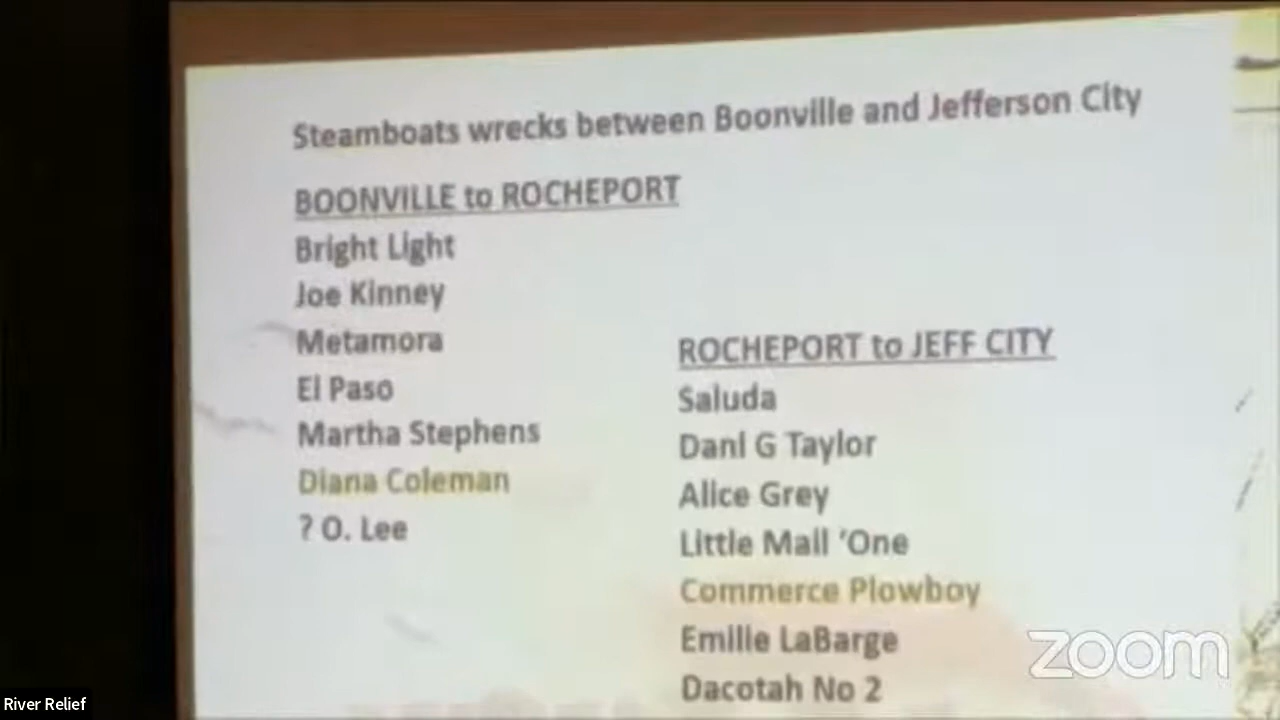 Steamboats wrecks between Boonville and Jefferson City
BOONVILLE to ROCHEPORT
Bright Light
Joe Kinney
Metamora
El Paso
Martha Stephens
Diana Coleman
? O. Lee
ROCHEPORT to JEFF CITY
Saluda
Danl G Taylor
Alice Grey
Little Mail ‘One
Commerce Plowboy
Emilie LaBarge
Dacotah No 2
zoom
River Relief